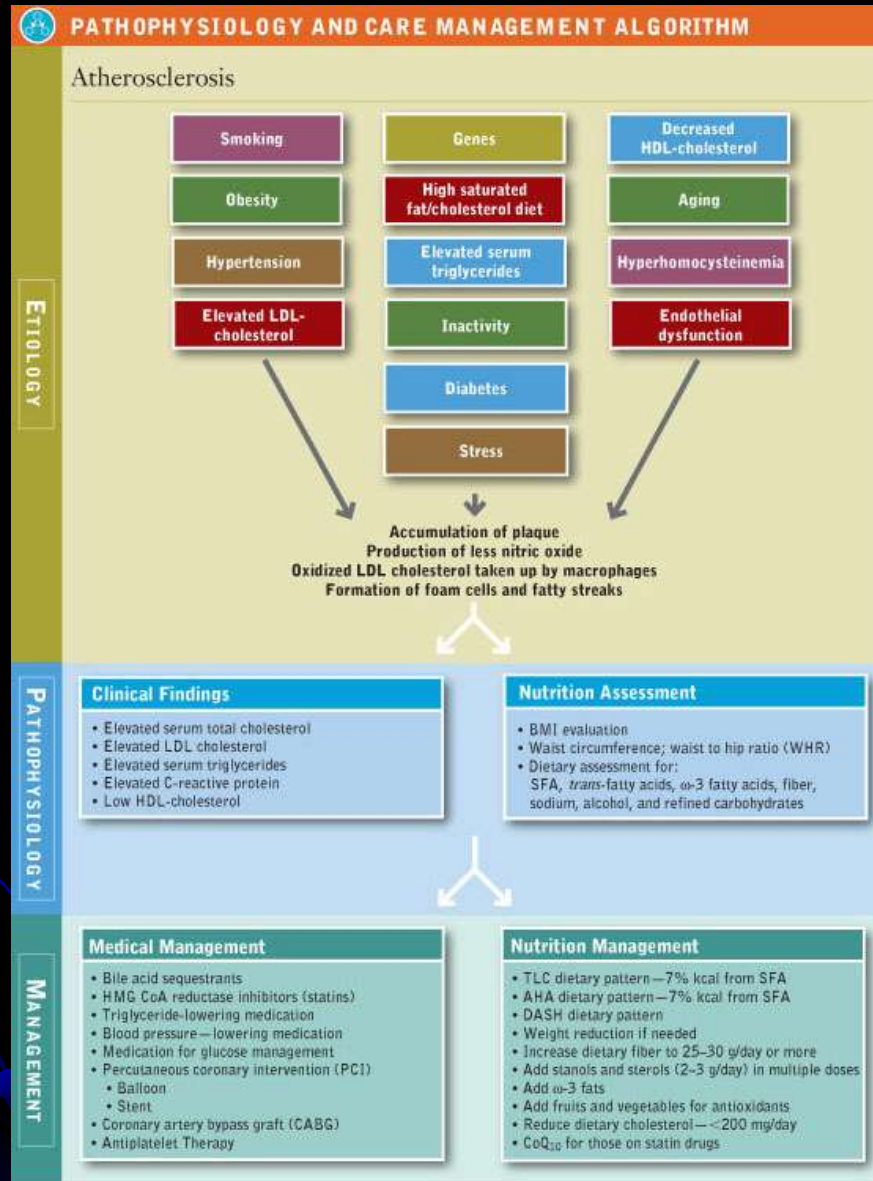 PATHOPHYSIOLOGY AND CARE MANAGEMENT ALGORITHM
Atherosclerosis
ETIOLOGY
Smoking
Obesity
Hypertension
Elevated LDL-
cholesterol
Genes
High saturated
fat/cholesterol diet
Elevated serum
triglycerides
Inactivity
Diabetes
Stress
Decreased
HDL-cholesterol
Aging
Hyperhomocysteinemia
Endothelial
dysfunction
Accumulation of plaque
Production of less nitric oxide
Oxidized LDL cholesterol taken up by macrophages
Formation of foam cells and fatty streaks
PATHOPHYSIOLOGY
Clinical Findings
• Elevated serum total cholesterol
• Elevated LDL cholesterol
• Elevated serum triglycerides
• Elevated C-reactive protein
• Low HDL-cholesterol
Nutrition Assessment
• BMI evaluation
• Waist circumference; waist to hip ratio (WHR)
• Dietary assessment for:
SFA, trans-fatty acids, ω-3 fatty acids, fiber,
sodium, alcohol, and refined carbohydrates
MANAGEMENT
Medical Management
• Bile acid sequestrants
• HMG CoA reductase inhibitors (statins)
• Triglyceride-lowering medication
• Blood pressure—lowering medication
• Medication for glucose management
• Percutaneous coronary intervention (PCI)
• Balloon
• Stent
• Coronary artery bypass graft (CABG)
• Antiplatelet Therapy
Nutrition Management
• TLC dietary pattern—7% kcal from SFA
• AHA dietary pattern—7% kcal from SFA
• DASH dietary pattern
• Weight reduction if needed
• Increase dietary fiber to 25–30 g/day or more
• Add stanols and sterols (2–3 g/day) in multiple doses
• Add ω-3 fats
• Add fruits and vegetables for antioxidants
• Reduce dietary cholesterol—<200 mg/day
• CoQ₁₀ for those on statin drugs